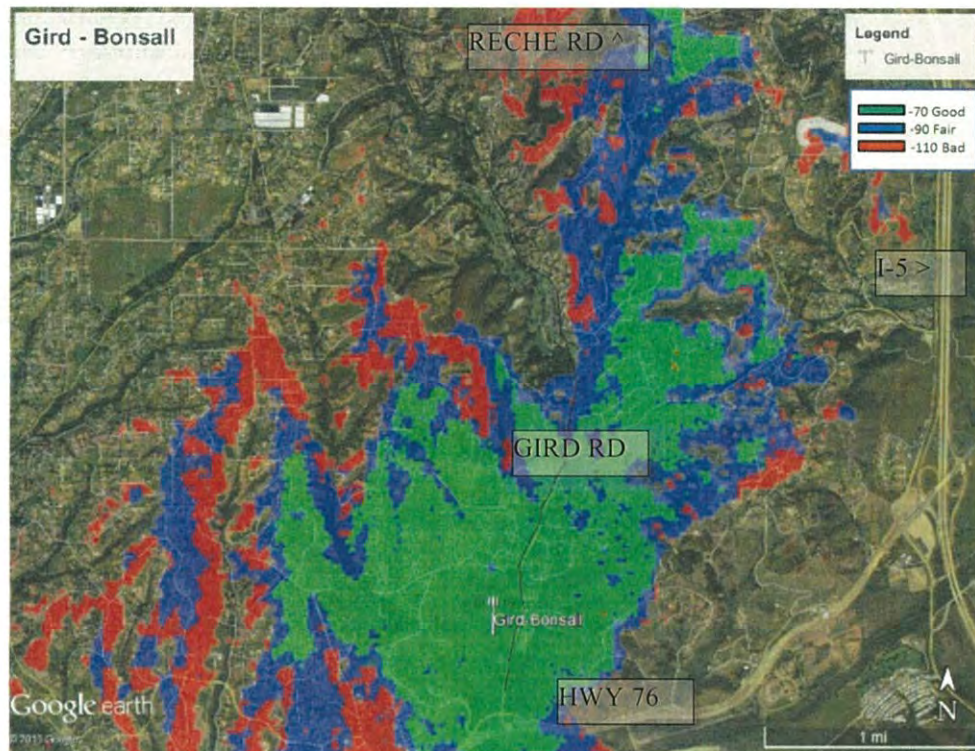 Gird - Bonsall
RECHE RD ^
Legend
Gird-Bonsall
-70 Good
-90 Fair
-110 Bad
I-5 >
GIRD RD
Gird-Bonsall
HWY 76
Google earth
N
1 mi